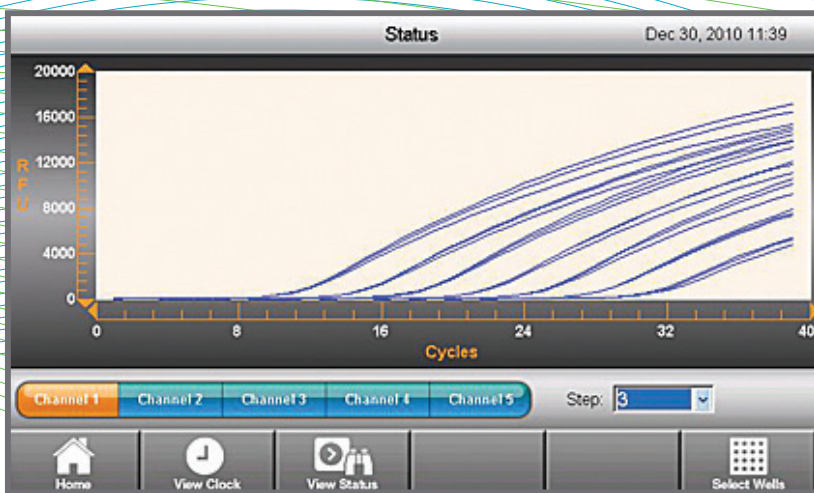 Status
Dec 30, 2010 11:39
20000
16000
12000
8000
4000
0
RFU
0 8 16 24 32 40
Cycles
Channel 1 Channel 2 Channel 3 Channel 4 Channel 5 Step: 3
Home View Clock View Status Select Wells